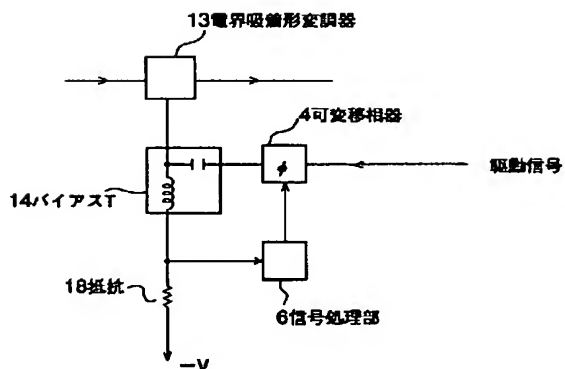 13電界吸収形変調器
4可変移相器
φ
駆動信号
14バイアスT
18抵抗
6信号処理部
−V